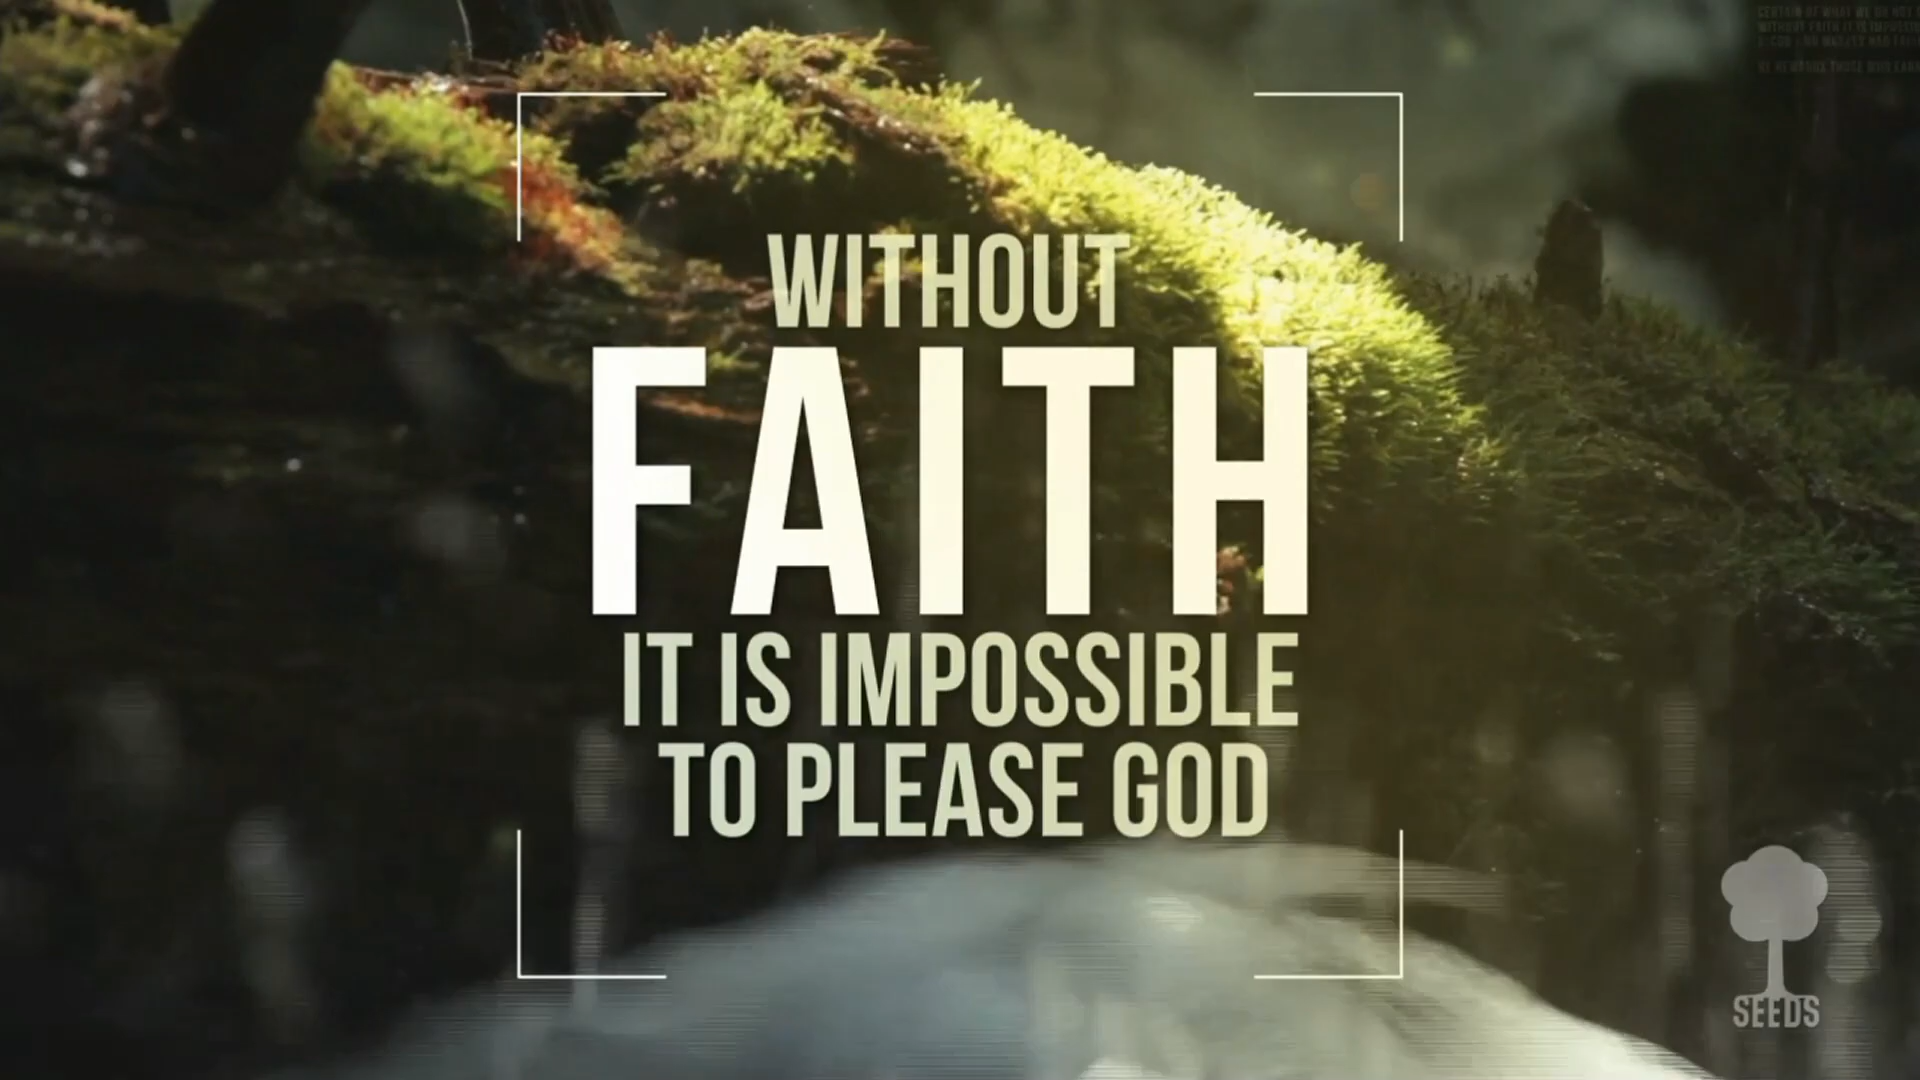 WITHOUT
FAITH
IT IS IMPOSSIBLE
TO PLEASE GOD
SEEDS